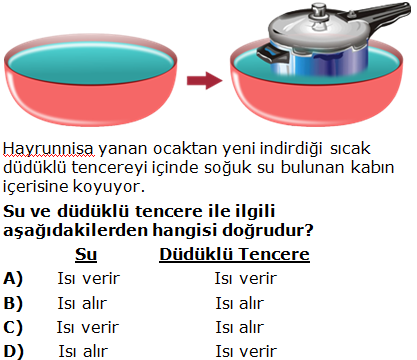 Hayrunnisa yanan ocaktan yeni indirdiği sıcak
düdüklü tencereyi içinde soğuk su bulunan kabın
içerisine koyuyor.
Su ve düdüklü tencere ile ilgili
aşağıdakilerden hangisi doğrudur?
Su Düdüklü Tencere
A) Isı verir Isı verir
B) Isı alır Isı alır
C) Isı verir Isı alır
D) Isı alır Isı verir